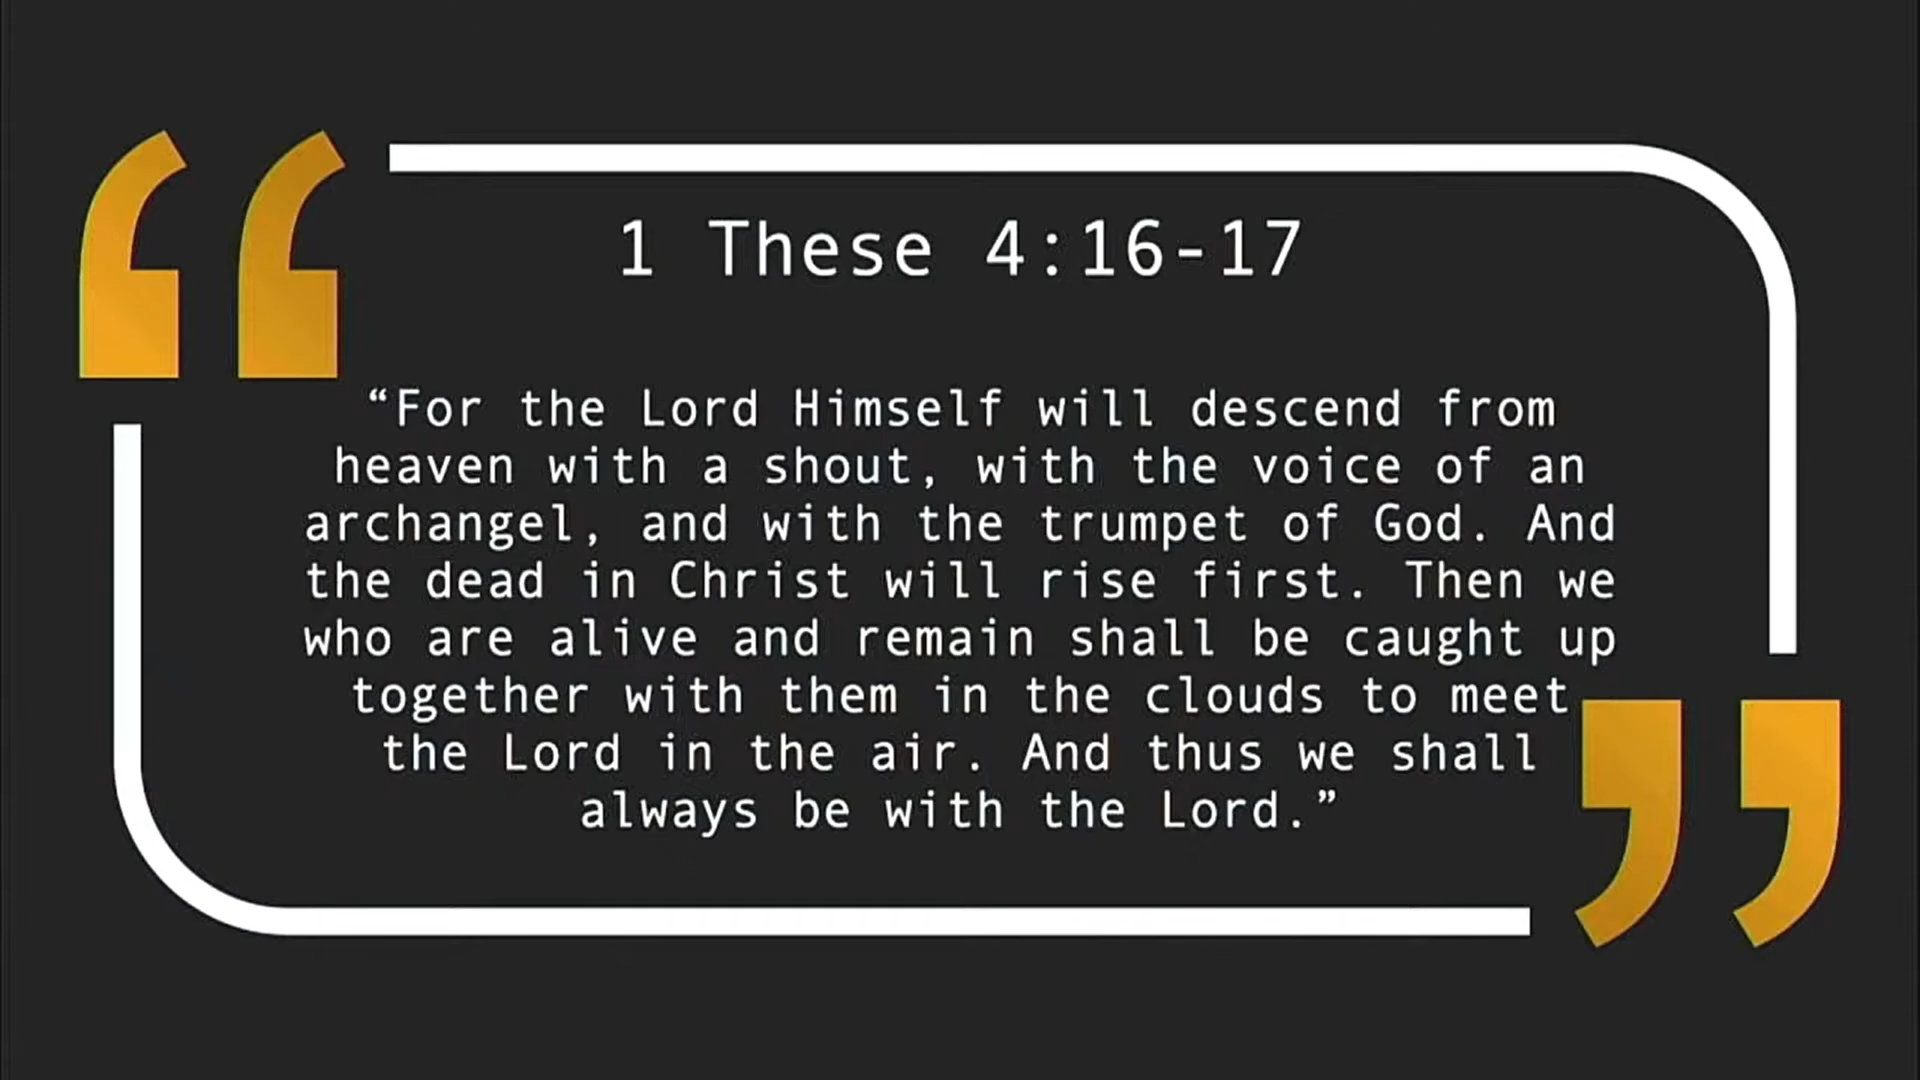 1 These 4:16-17
“For the Lord Himself will descend from
heaven with a shout, with the voice of an
archangel, and with the trumpet of God. And
the dead in Christ will rise first. Then we
who are alive and remain shall be caught up
together with them in the clouds to meet
the Lord in the air. And thus we shall
always be with the Lord.”